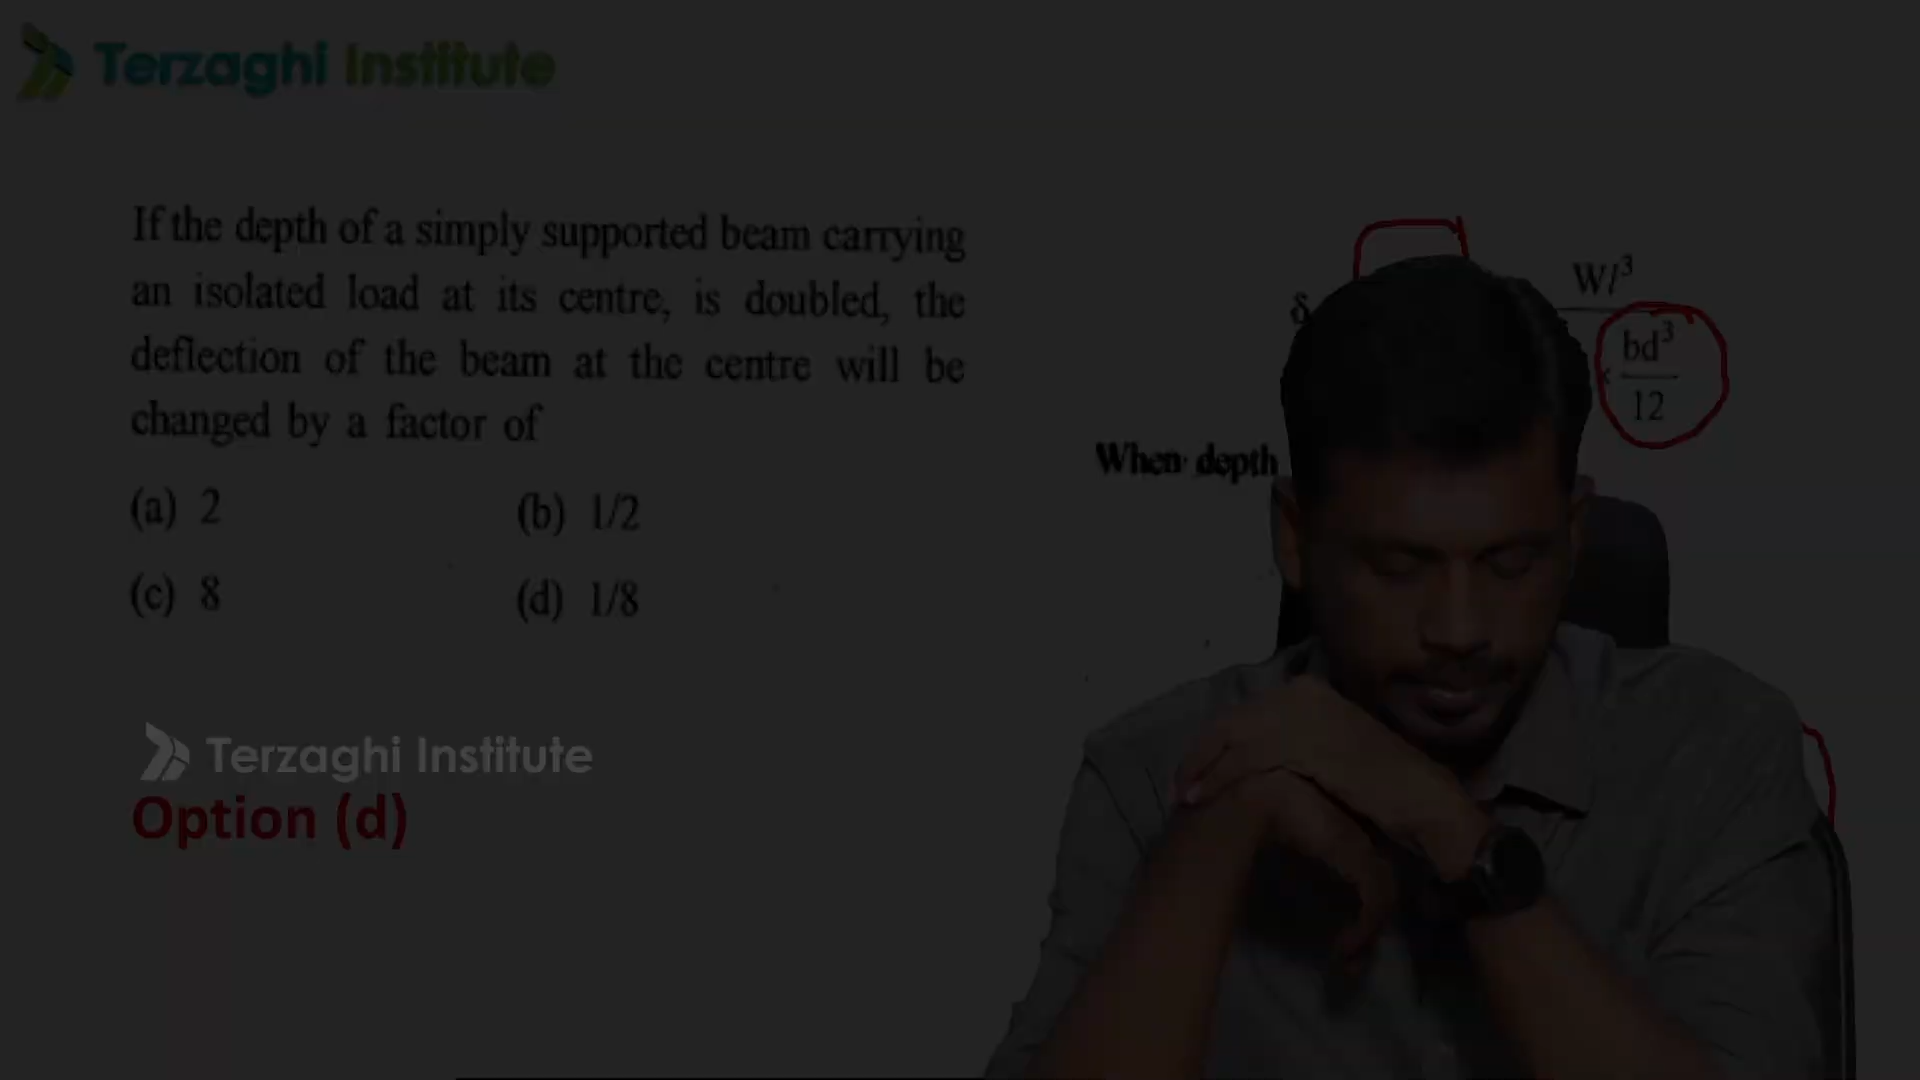 Terzaghi Institute
If the depth of a simply supported beam carrying
an isolated load at its centre, is doubled, the
deflection of the beam at the centre will be
changed by a factor of
(a) 2 (b) 1/2
(c) 8 (d) 1/8
Terzaghi Institute
Option (d)
δ
Wl³
× bd³
12
When depth